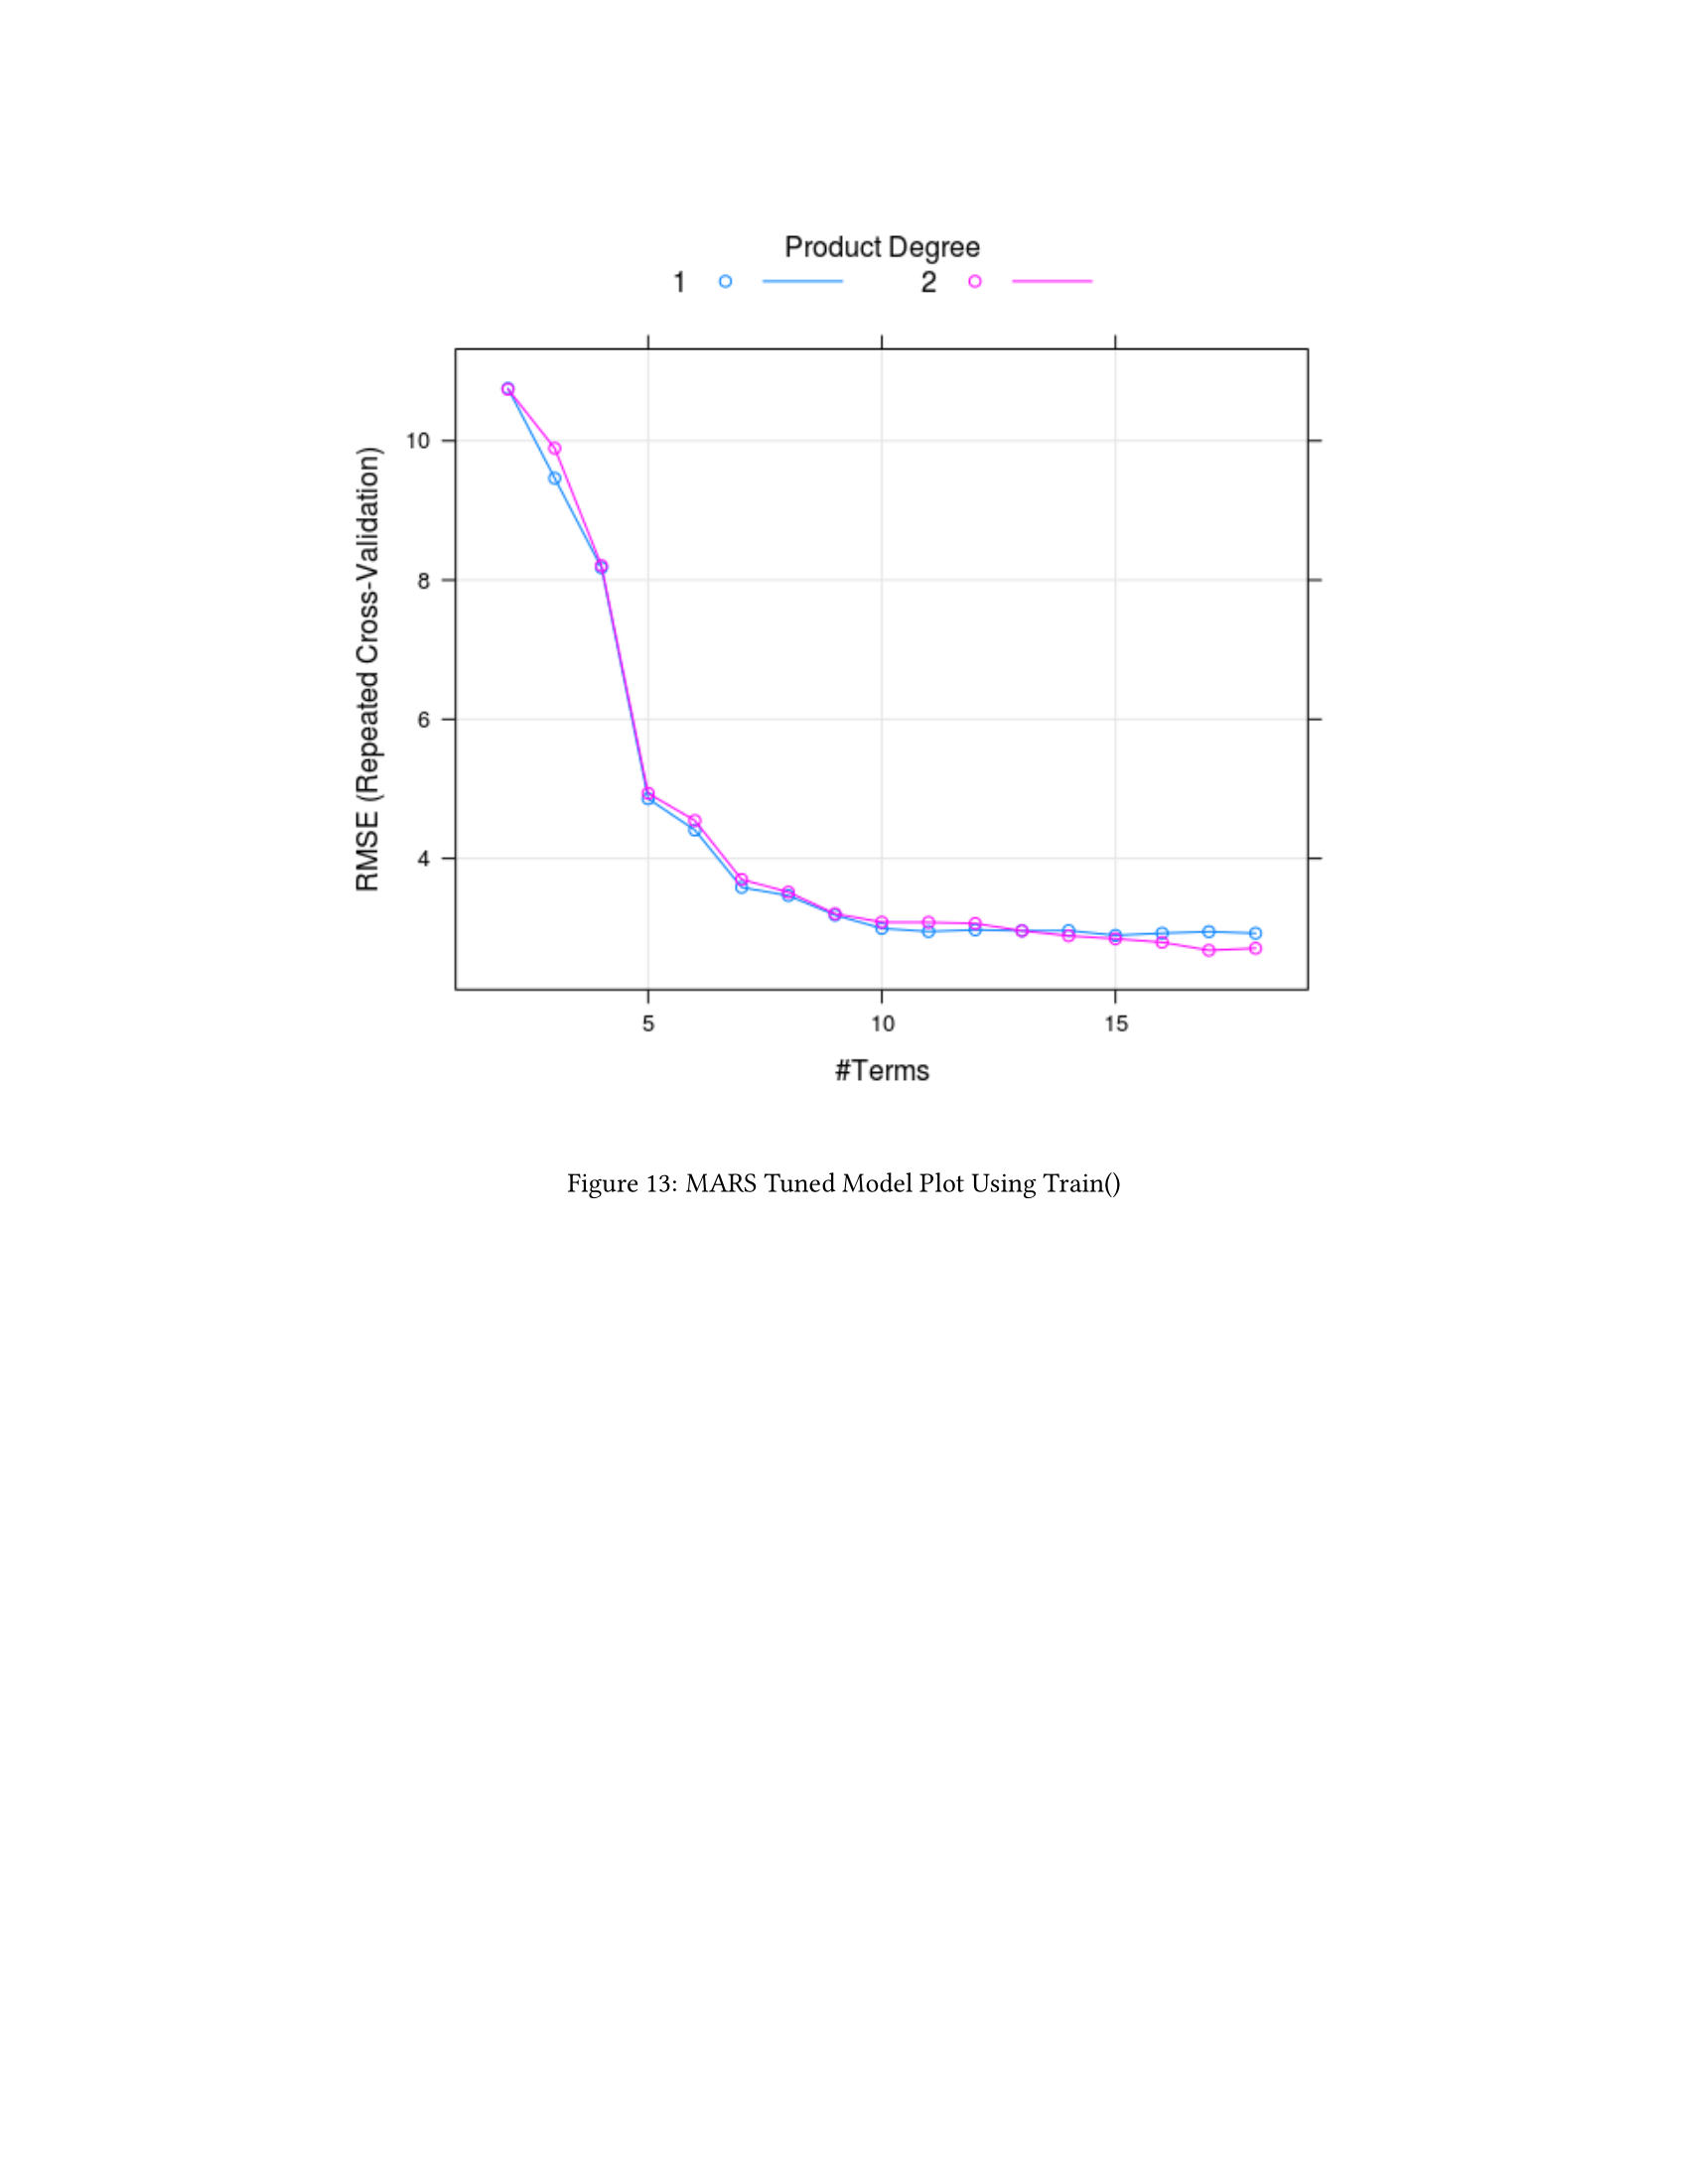 Product Degree
1 2
RMSE (Repeated Cross-Validation)
10
8
6
4
5 10 15
#Terms
Figure 13: MARS Tuned Model Plot Using Train()